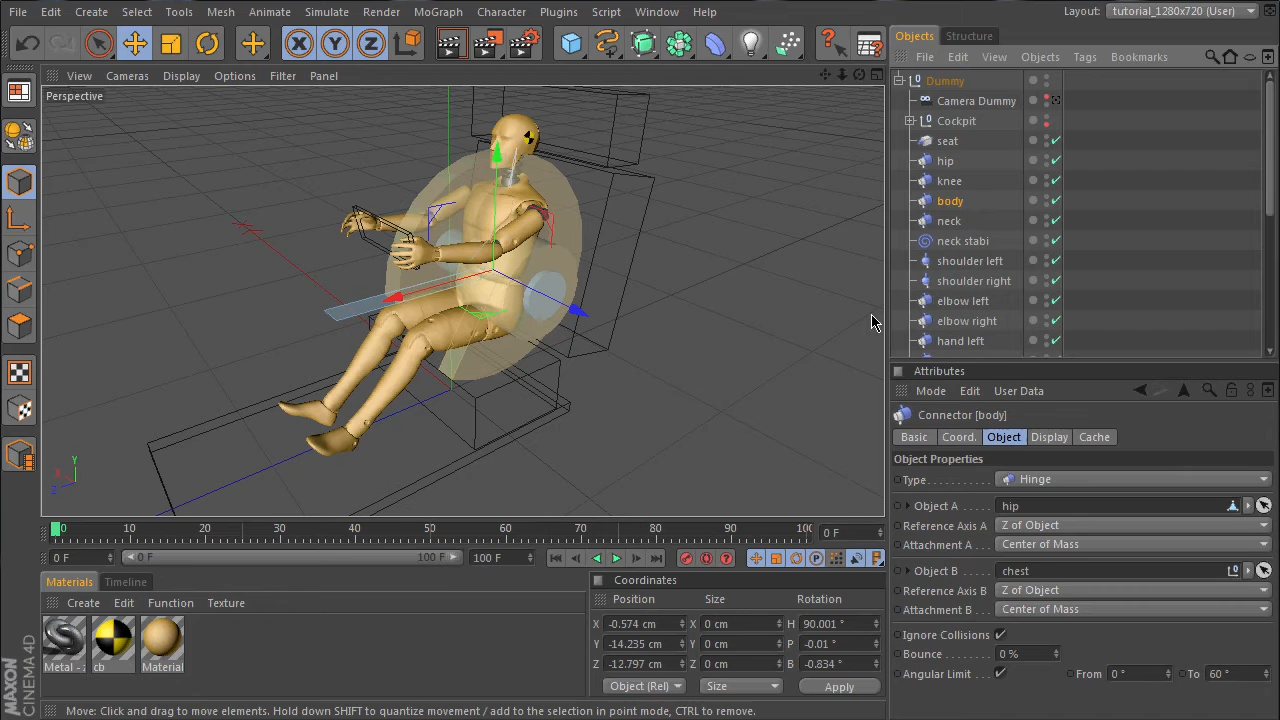 File Edit Create Select Tools Mesh Animate Simulate Render MoGraph Character Plugins Script Window Help
Layout: tutorial_1280x720 (User)
Objects Structure
File Edit View Objects Tags Bookmarks
View Cameras Display Options Filter Panel
Perspective
X Y Z
Dummy
Camera Dummy
Cockpit
seat
hip
knee
body
neck
neck stabi
shoulder left
shoulder right
elbow left
elbow right
hand left
Y
X
Z
Attributes
Mode Edit User Data
Connector [body]
Basic Coord. Object Display Cache
Object Properties
Type Hinge
Object A hip
Reference Axis A Z of Object
Attachment A Center of Mass
Object B chest
Reference Axis B Z of Object
Attachment B Center of Mass
Ignore Collisions
Bounce 0 %
Angular Limit From 0 ° To 60 °
0 10 20 30 40 50 60 70 80 90 100 0 F
0 F 0 F 100 F 100 F
Materials Timeline
Create Edit Function Texture
cb Material
Coordinates
Position Size Rotation
X -0.574 cm X 0 cm H 90.001 °
Y -14.235 cm Y 0 cm P -0.01 °
Z -12.797 cm Z 0 cm B -0.834 °
Object (Rel) Size Apply
MAXON
CINEMA 4D
Move: Click and drag to move elements. Hold down SHIFT to quantize movement / add to the selection in point mode, CTRL to remove.